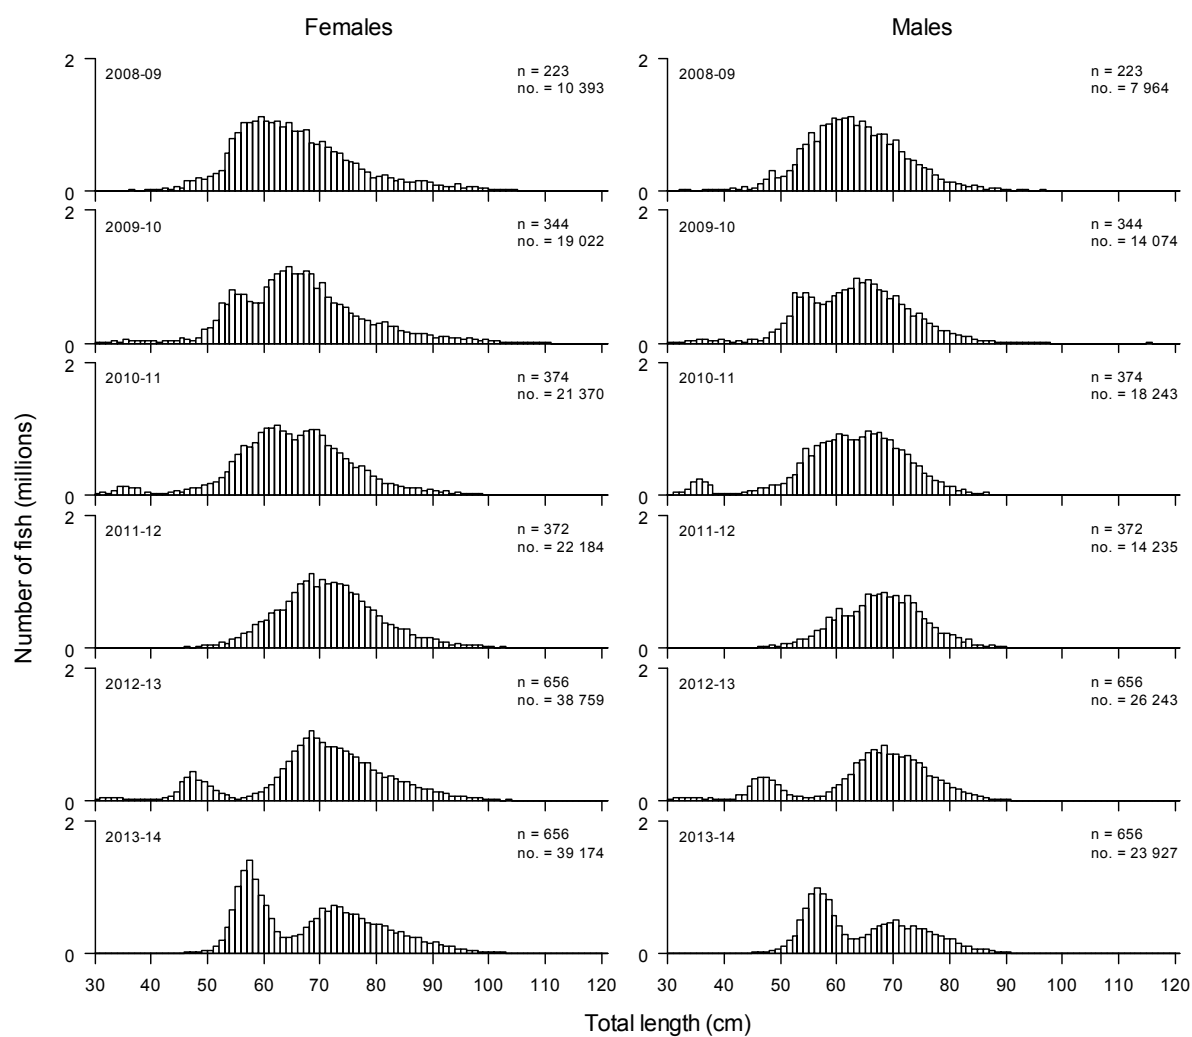 Females Males
2 2008-09 n = 223 no. = 10 393 0
2 2008-09 n = 223 no. = 7 964 0
2 2009-10 n = 344 no. = 19 022 0
2 2009-10 n = 344 no. = 14 074 0
2 2010-11 n = 374 no. = 21 370 0
2 2010-11 n = 374 no. = 18 243 0
2 2011-12 n = 372 no. = 22 184 0
2 2011-12 n = 372 no. = 14 235 0
2 2012-13 n = 656 no. = 38 759 0
2 2012-13 n = 656 no. = 26 243 0
2 2013-14 n = 656 no. = 39 174 0
2 2013-14 n = 656 no. = 23 927 0
30 40 50 60 70 80 90 100 110 120
30 40 50 60 70 80 90 100 110 120
Number of fish (millions)
Total length (cm)